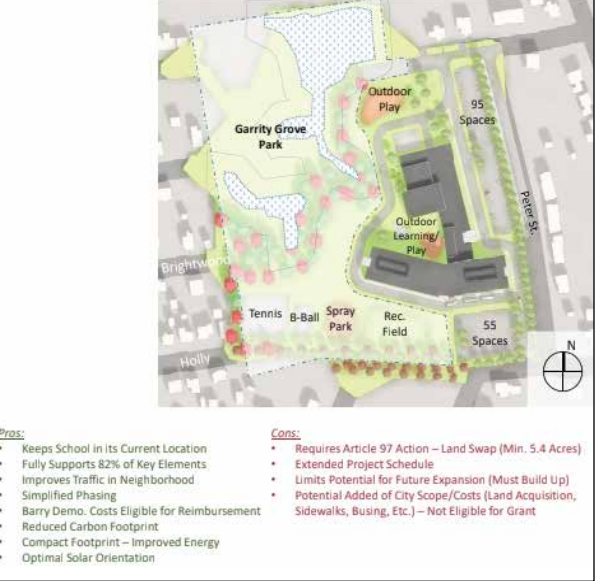 Outdoor
Play
95
Spaces
Garrity Grove
Park
Peter St.
Outdoor
Learning/
Play
Brightwood
Tennis
B-Ball
Spray
Park
Rec.
Field
55
Spaces
N
Holly
Pros:
• Keeps School in its Current Location
• Fully Supports 82% of Key Elements
• Improves Traffic in Neighborhood
• Simplified Phasing
• Barry Demo. Costs Eligible for Reimbursement
• Reduced Carbon Footprint
• Compact Footprint – Improved Energy
• Optimal Solar Orientation
Cons:
• Requires Article 97 Action – Land Swap (Min. 5.4 Acres)
• Extended Project Schedule
• Limits Potential for Future Expansion (Must Build Up)
• Potential Added of City Scope/Costs (Land Acquisition,
Sidewalks, Busing, Etc.) – Not Eligible for Grant